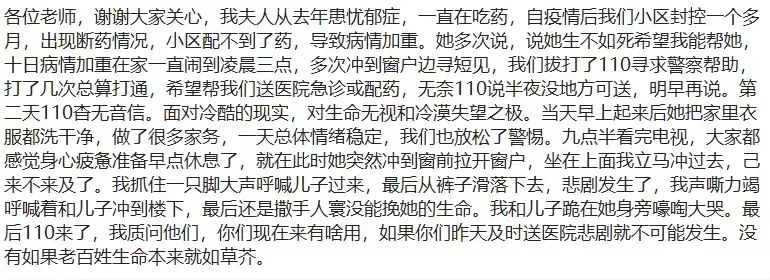 各位老师，谢谢大家关心，我夫人从去年患忧郁症，一直在吃药，自疫情后我们小区封控一个多
月，出现断药情况，小区配不到了药，导致病情加重。她多次说，说她生不如死希望我能帮她，
十日病情加重在家一直闹到凌晨三点，多次冲到窗户边寻短见，我们拔打了110寻求警察帮助，
打了几次总算打通，希望帮我们送医院急诊或配药，无奈110说半夜没地方可送，明早再说。第
二天110杳无音信。面对冷酷的现实，对生命无视和冷漠失望之极。当天早上起来后她把家里衣
服都洗干净，做了很多家务，一天总体情绪稳定，我们也放松了警惕。九点半看完电视，大家都
感觉身心疲惫准备早点休息了，就在此时她突然冲到窗前拉开窗户，坐在上面我立马冲过去，己
来不来及了。我抓住一只脚大声呼喊儿子过来，最后从裤子滑落下去，悲剧发生了，我声嘶力竭
呼喊着和儿子冲到楼下，最后还是撒手人寰没能挽她的生命。我和儿子跪在她身旁嚎啕大哭。最
后110来了，我质问他们，你们现在来有啥用，如果你们昨天及时送医院悲剧就不可能发生。没
有如果老百姓生命本来就如草芥。